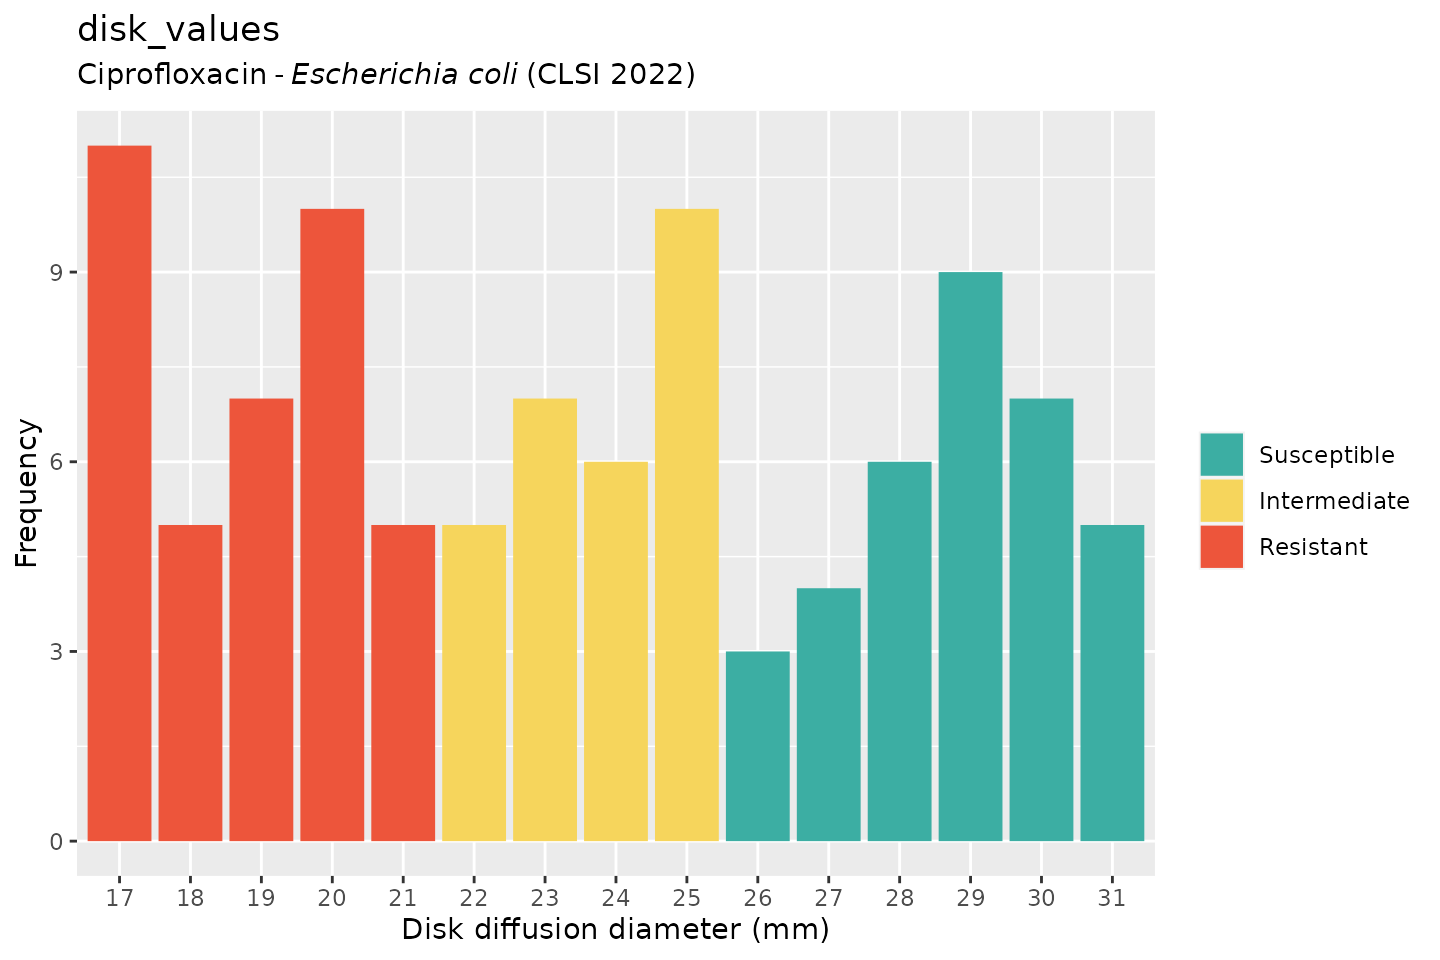 disk_values
Ciprofloxacin - Escherichia coli (CLSI 2022)
Frequency
9
6
3
0
17 18 19 20 21 22 23 24 25 26 27 28 29 30 31
Disk diffusion diameter (mm)
Susceptible
Intermediate
Resistant